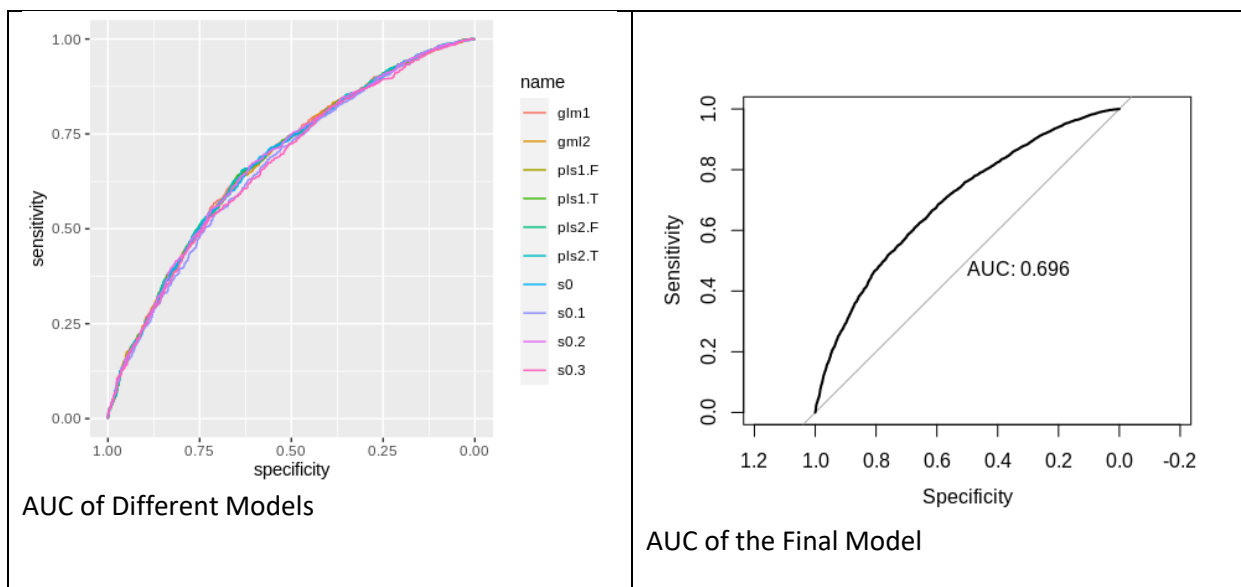 1.00
0.75
0.50
0.25
0.00
sensitivity
1.00 0.75 0.50 0.25 0.00
specificity
name
glm1
gml2
pls1.F
pls1.T
pls2.F
pls2.T
s0
s0.1
s0.2
s0.3
AUC of Different Models
1.0
0.8
0.6
0.4
0.2
0.0
Sensitivity
AUC: 0.696
1.2 1.0 0.8 0.6 0.4 0.2 0.0 -0.2
Specificity
AUC of the Final Model